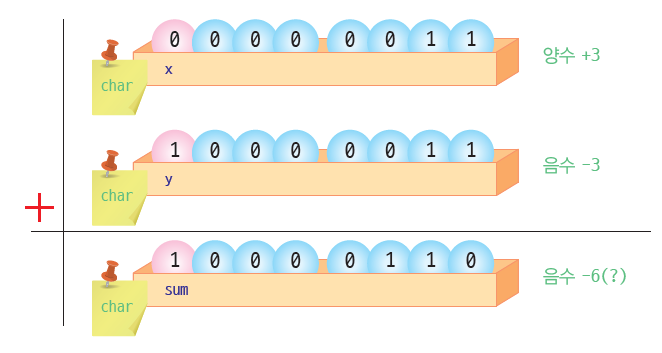 0 0 0 0 0 0 1 1
char
x
양수 +3
1 0 0 0 0 0 1 1
char
y
음수 -3
+
1 0 0 0 0 1 1 0
char
sum
음수 -6(?)